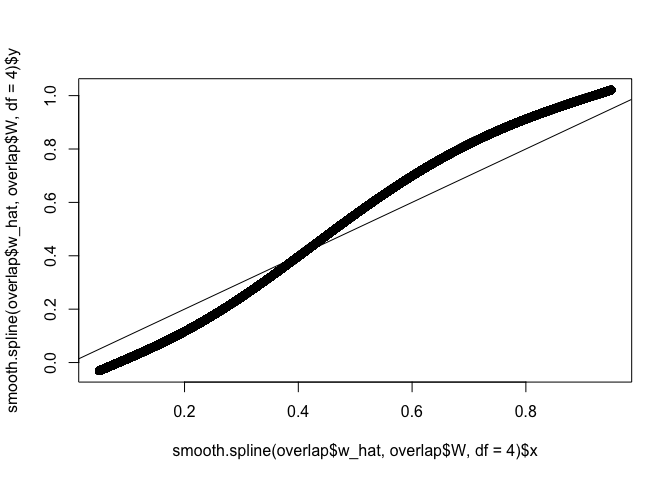 smooth.spline(overlap$w_hat, overlap$W, df = 4)$y
1.0
0.8
0.6
0.4
0.2
0.0
0.2 0.4 0.6 0.8
smooth.spline(overlap$w_hat, overlap$W, df = 4)$x